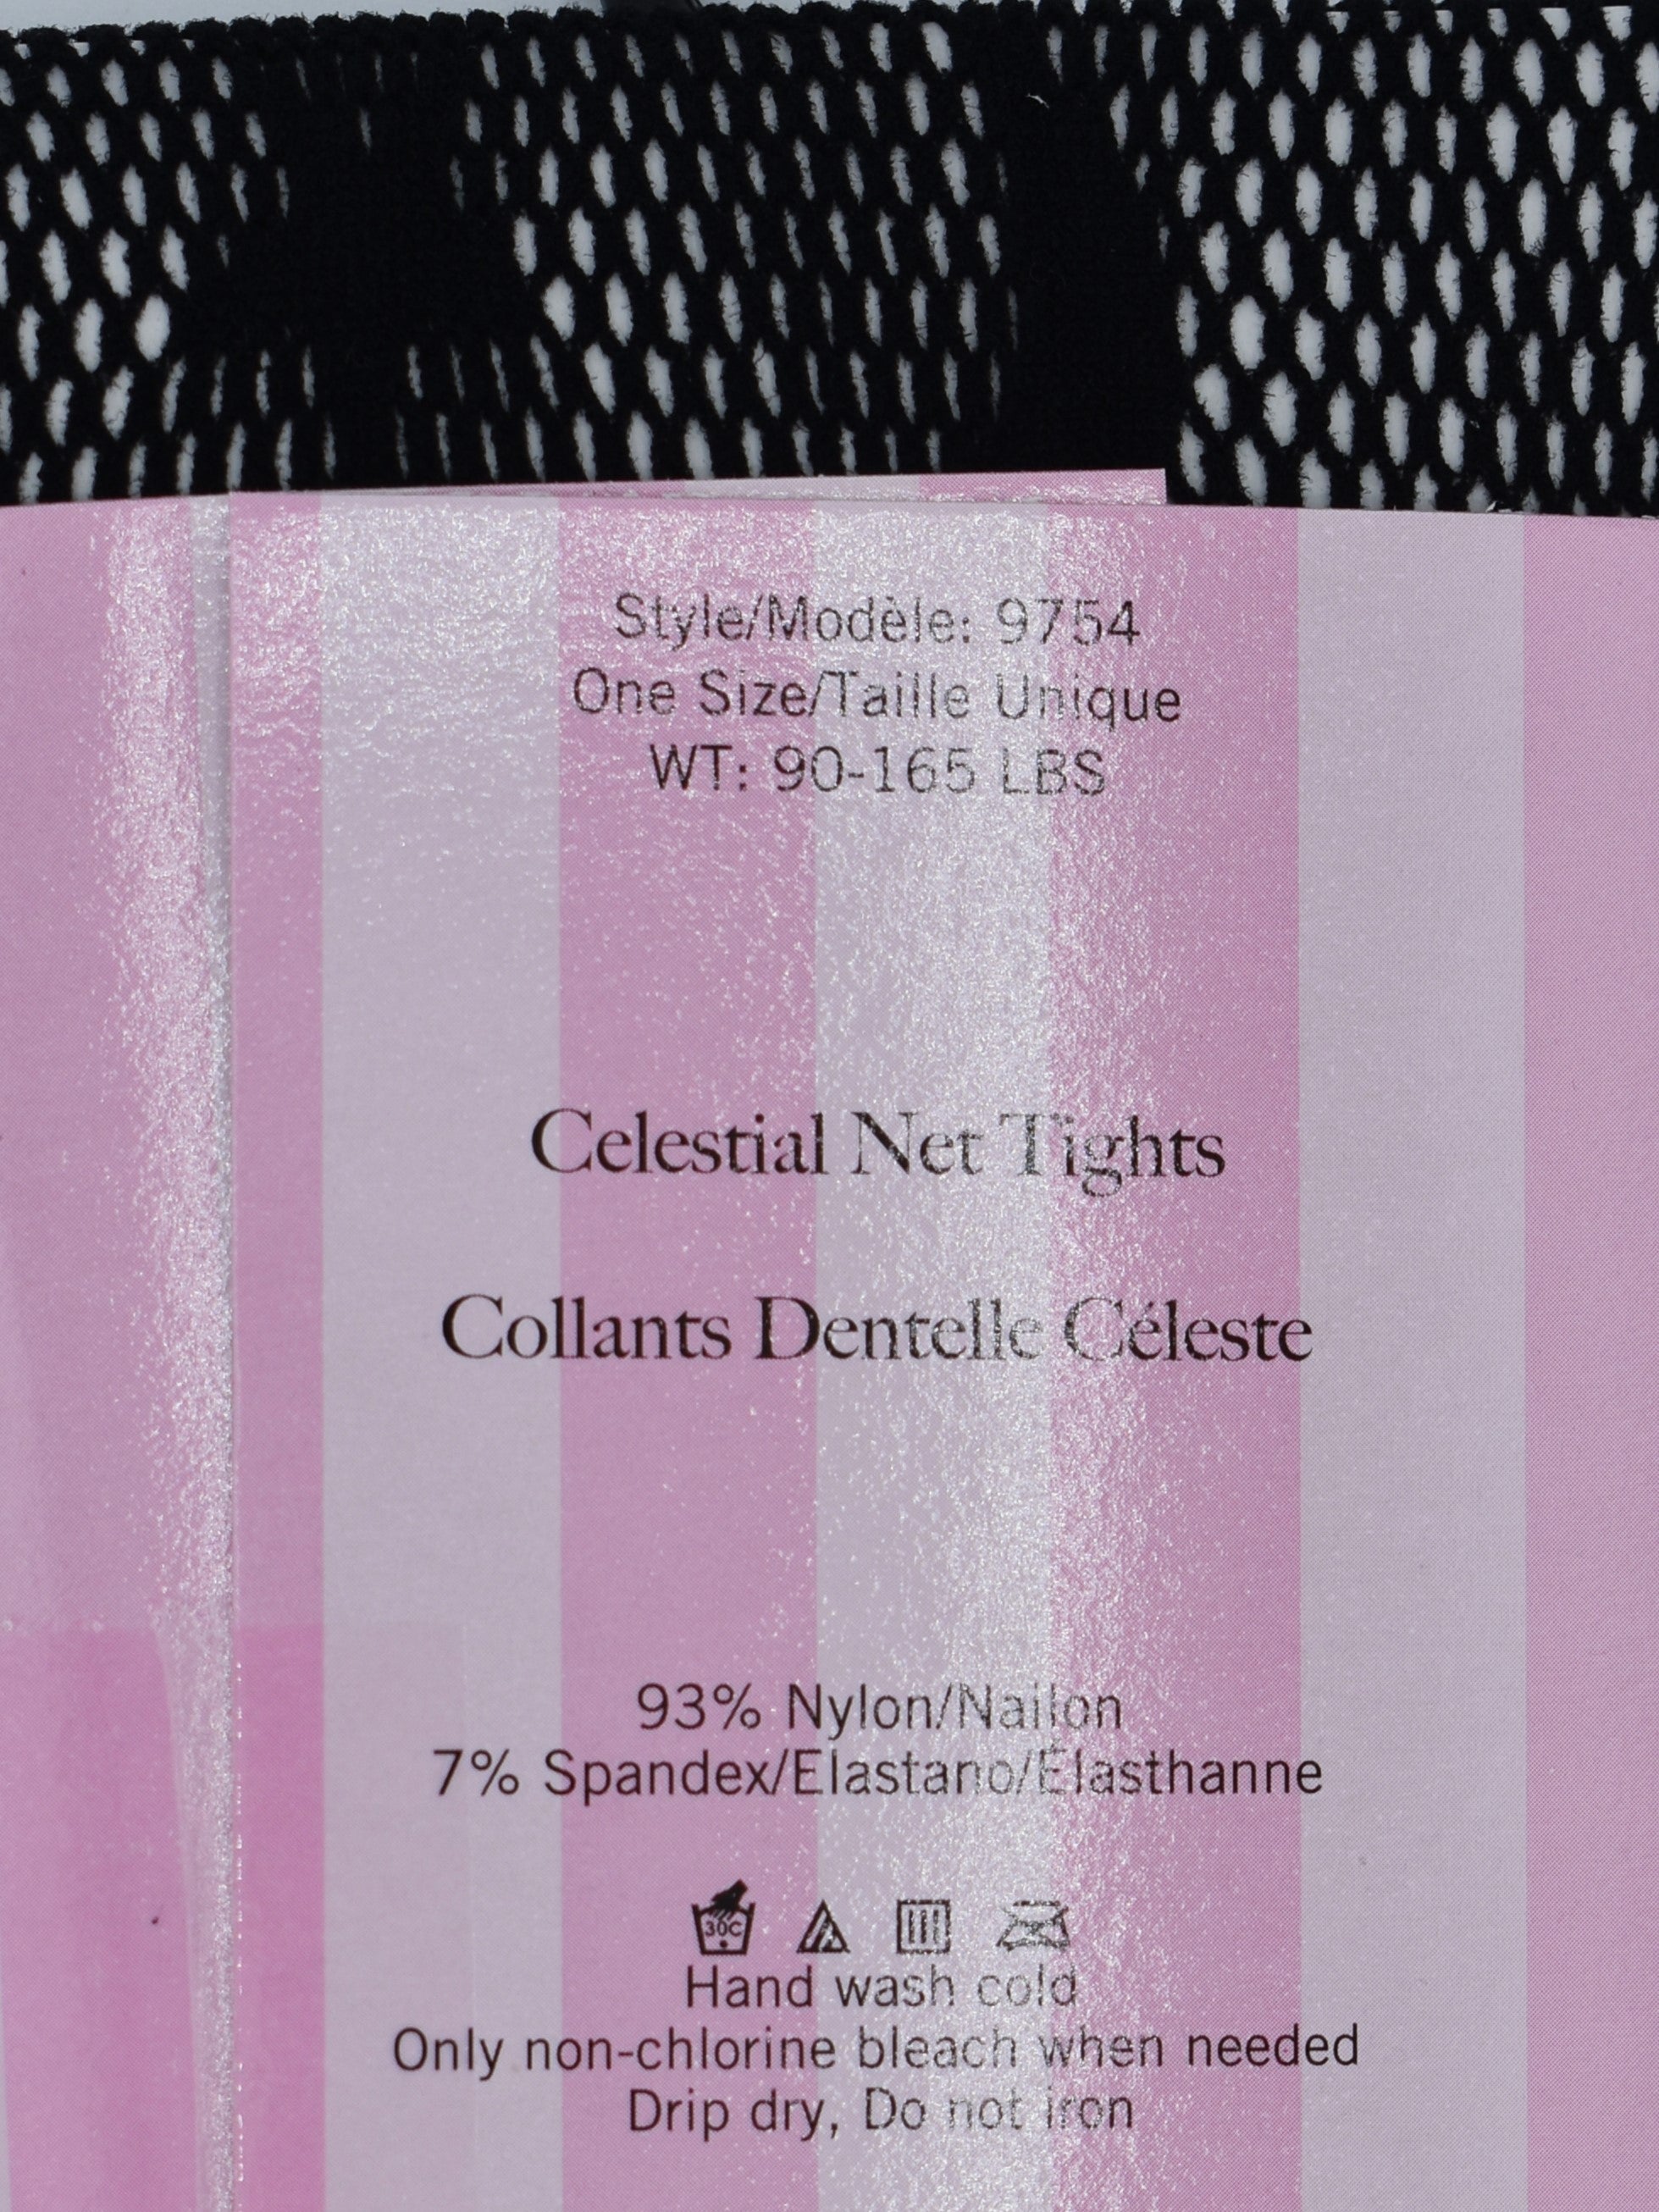 Style/Modèle: 9754
One Size/Taille Unique
WT: 90-165 LBS
Celestial Net Tights
Collants Dentelle Céleste
93% Nylon/Nailon
7% Spandex/Elastano/Élasthanne
30C
Hand wash cold
Only non-chlorine bleach when needed
Drip dry, Do not iron